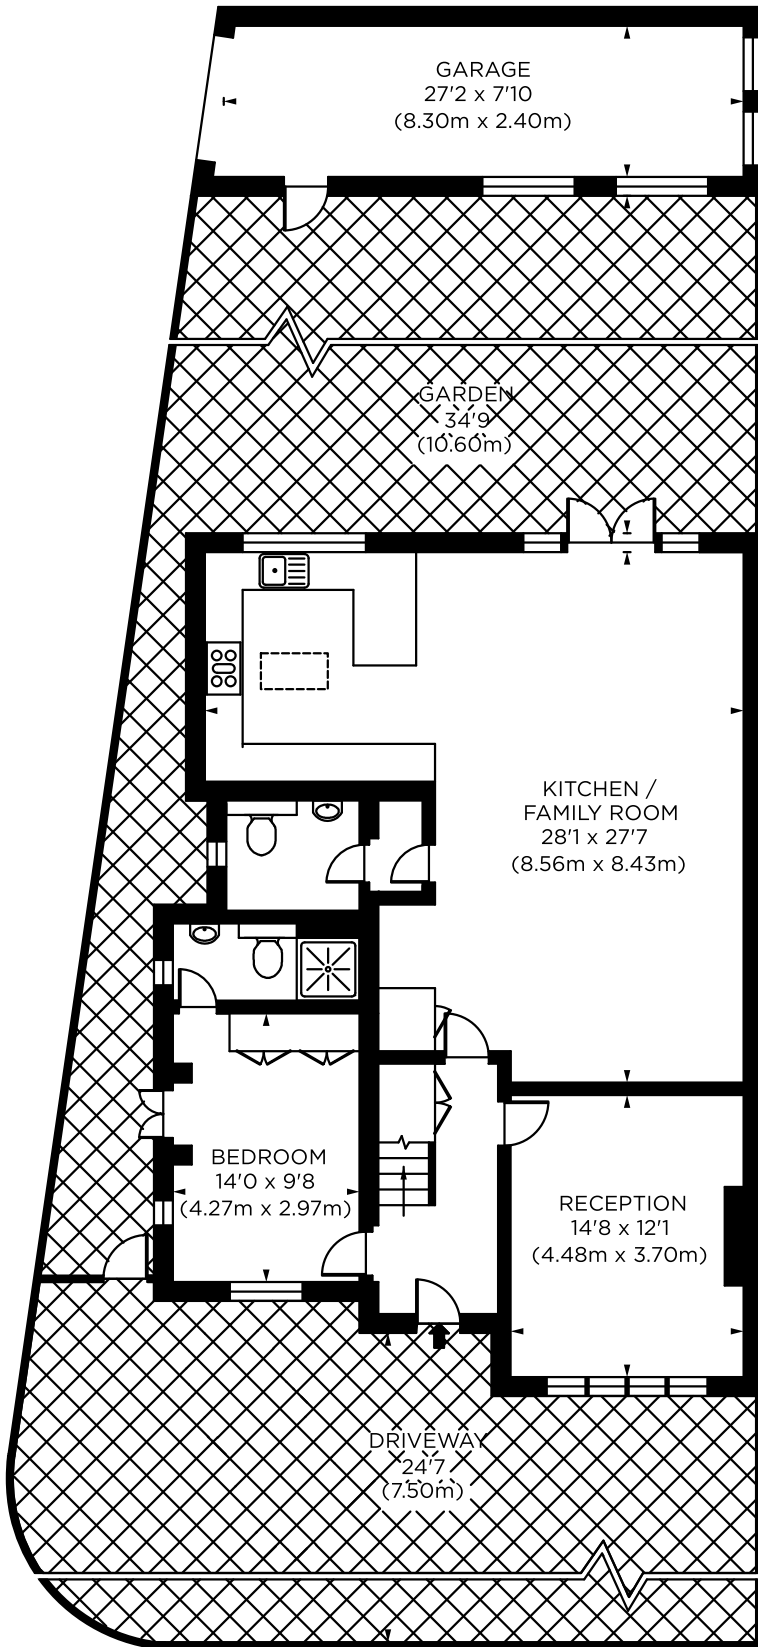 GARAGE
27'2 x 7'10
(8.30m x 2.40m)
GARDEN
34'9
(10.60m)
KITCHEN /
FAMILY ROOM
28'1 x 27'7
(8.56m x 8.43m)
BEDROOM
14'0 x 9'8
(4.27m x 2.97m)
RECEPTION
14'8 x 12'1
(4.48m x 3.70m)
DRIVEWAY
24'7
(7.50m)